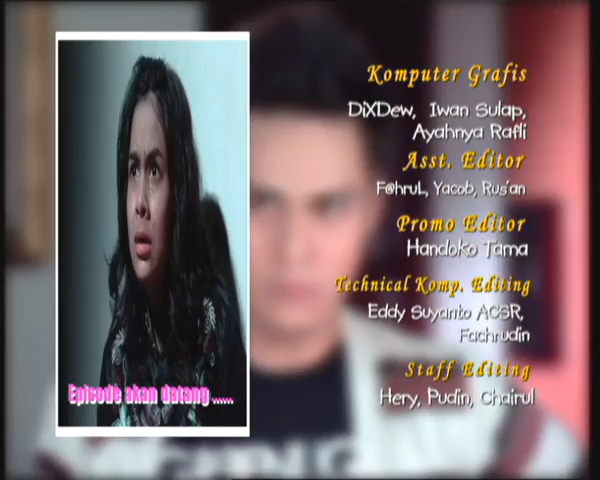 Komputer Grafis
DiXDew, Iwan Sulap,
Ayahnya Rafli
Asst. Editor
F@hruL, Yacob, Rus'an
Promo Editor
Handoko Tama
Technical Komp. Editing
Eddy Suyanto ACSR,
Fachrudin
Staff Editing
Hery, Pudin, Chairul
Episode akan datang .....